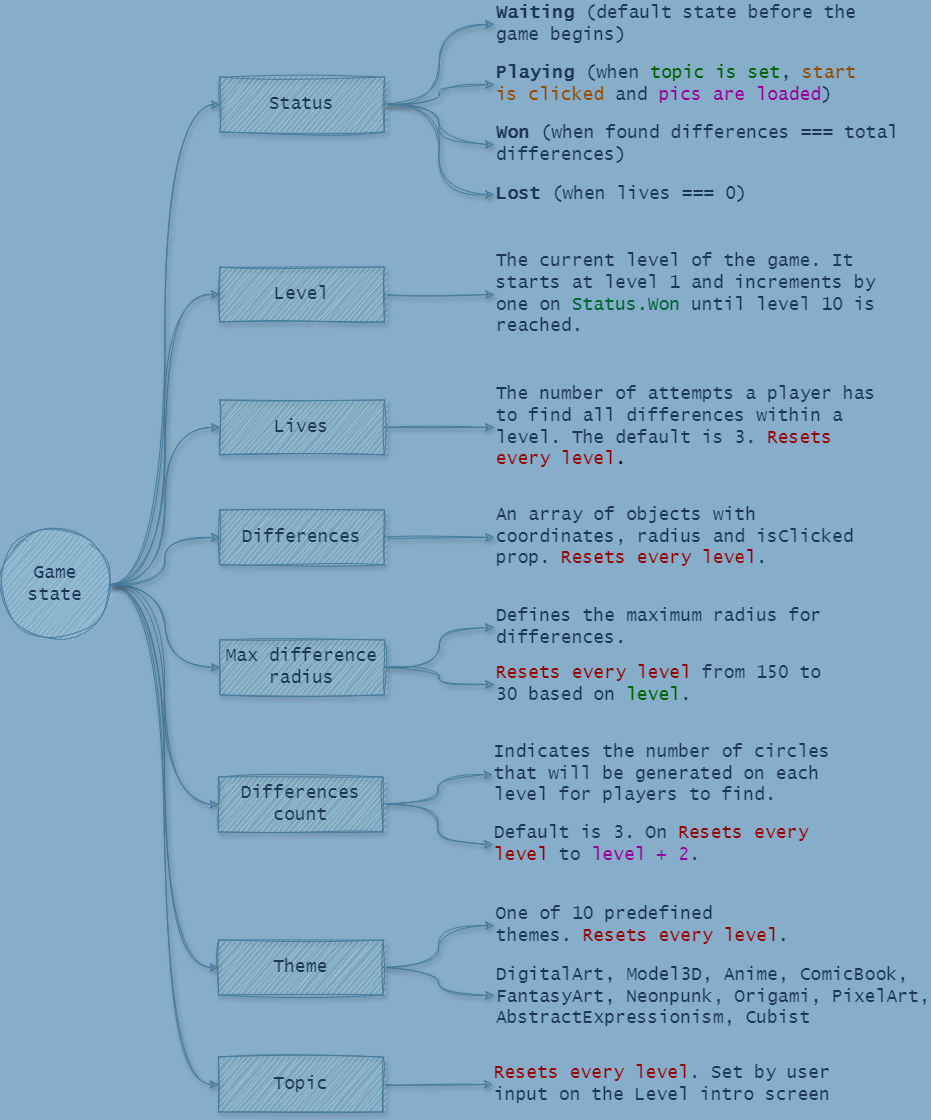 Game
state
Status
Waiting (default state before the
game begins)
Playing (when topic is set, start
is clicked and pics are loaded)
Won (when found differences === total
differences)
Lost (when lives === 0)
Level
The current level of the game. It
starts at level 1 and increments by
one on Status.Won until level 10 is
reached.
Lives
The number of attempts a player has
to find all differences within a
level. The default is 3. Resets
every level.
Differences
An array of objects with
coordinates, radius and isClicked
prop. Resets every level.
Max difference
radius
Defines the maximum radius for
differences.
Resets every level from 150 to
30 based on level.
Differences
count
Indicates the number of circles
that will be generated on each
level for players to find.
Default is 3. On Resets every
level to level + 2.
Theme
One of 10 predefined
themes. Resets every level.
DigitalArt, Model3D, Anime, ComicBook,
FantasyArt, Neonpunk, Origami, PixelArt,
AbstractExpressionism, Cubist
Topic
Resets every level. Set by user
input on the Level intro screen